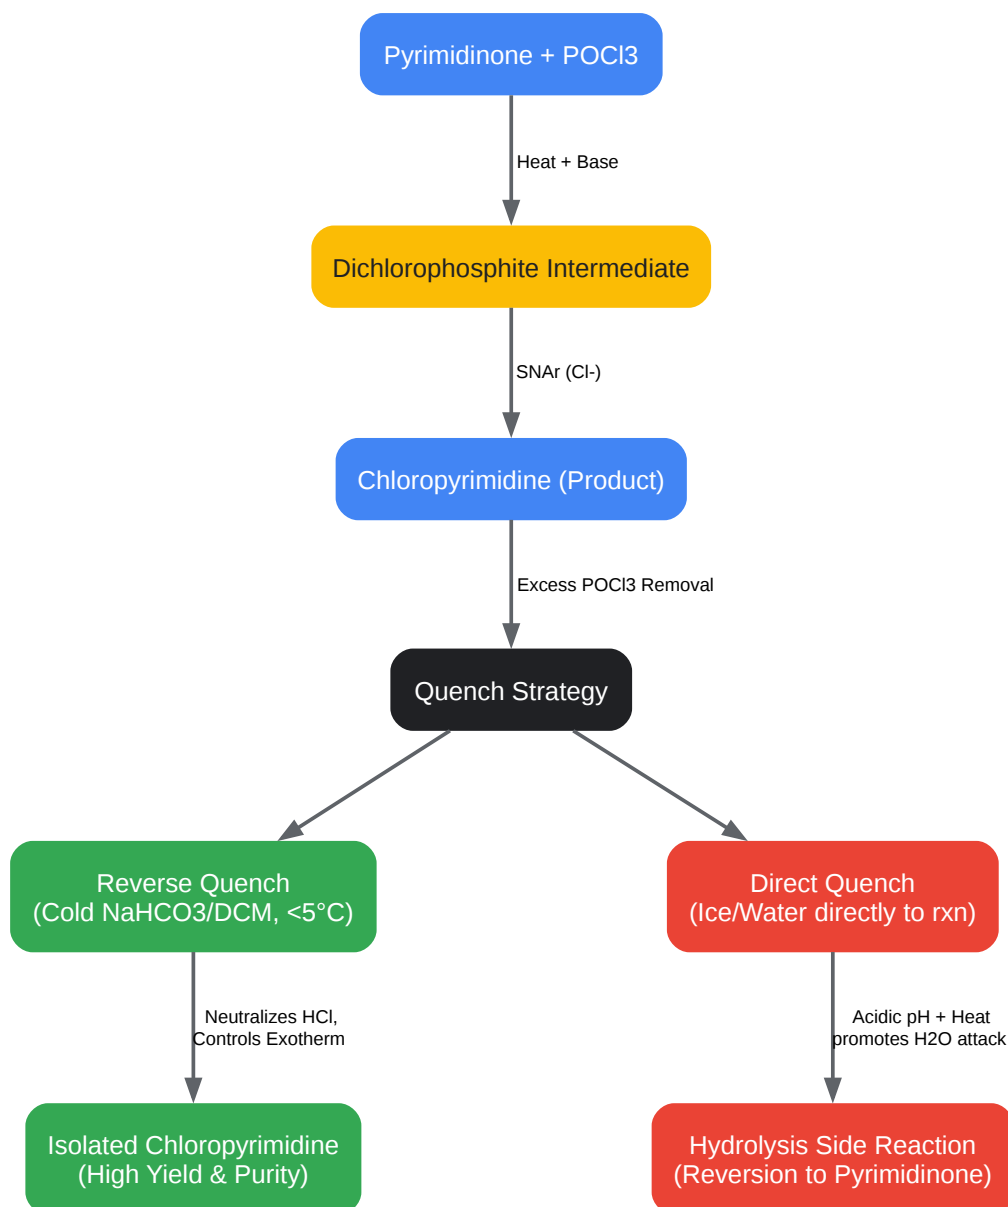 Pyrimidinone + POCl3
Heat + Base
Dichlorophosphite Intermediate
SNAr (Cl-)
Chloropyrimidine (Product)
Excess POCl3 Removal
Quench Strategy
Reverse Quench
(Cold NaHCO3/DCM, <5°C)
Direct Quench
(Ice/Water directly to rxn)
Neutralizes HCl,
Controls Exotherm
Acidic pH + Heat
promotes H2O attack
Isolated Chloropyrimidine
(High Yield & Purity)
Hydrolysis Side Reaction
(Reversion to Pyrimidinone)